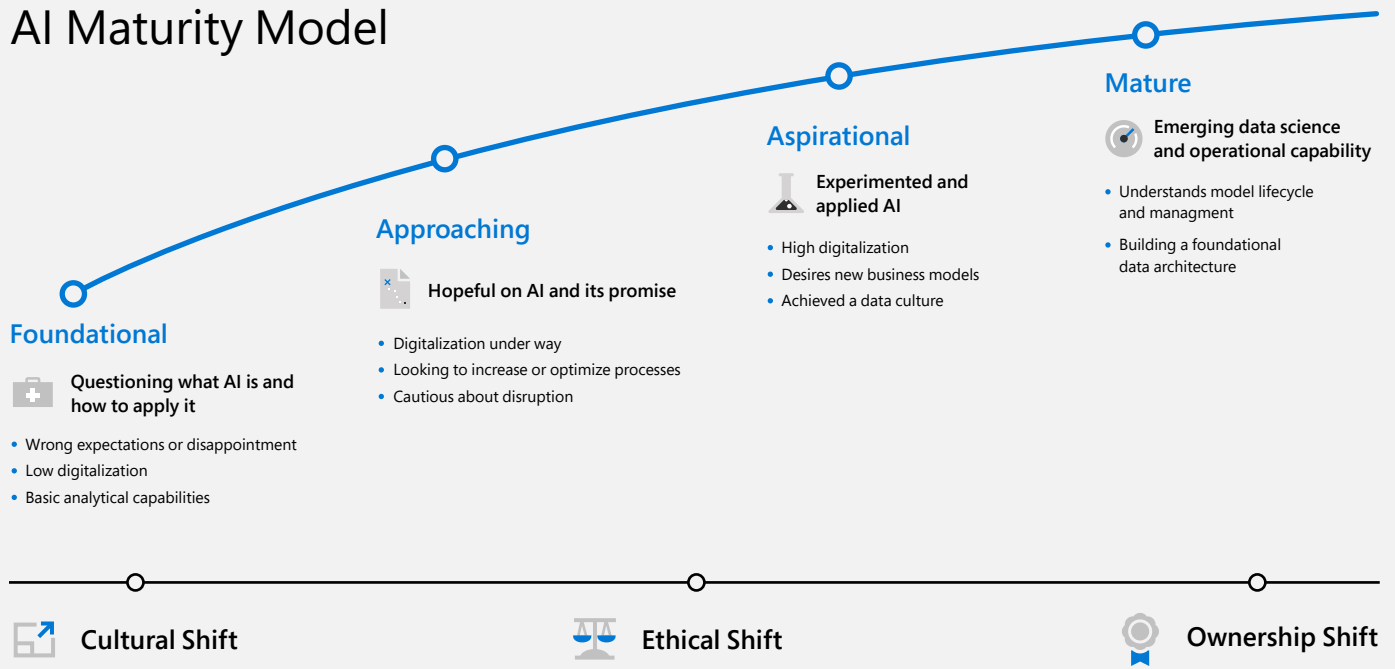 AI Maturity Model
Foundational
Questioning what AI is and
how to apply it
• Wrong expectations or disappointment
• Low digitalization
• Basic analytical capabilities
Approaching
Hopeful on AI and its promise
• Digitalization under way
• Looking to increase or optimize processes
• Cautious about disruption
Aspirational
Experimented and
applied AI
• High digitalization
• Desires new business models
• Achieved a data culture
Mature
Emerging data science
and operational capability
• Understands model lifecycle
and managment
• Building a foundational
data architecture
Cultural Shift
Ethical Shift
Ownership Shift